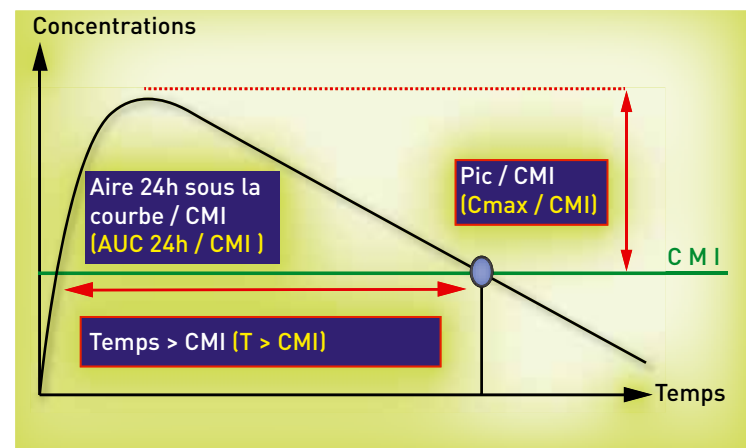 Concentrations
Aire 24h sous la
courbe / CMI
(AUC 24h / CMI )
Pic / CMI
(Cmax / CMI)
C M I
Temps > CMI (T > CMI)
Temps